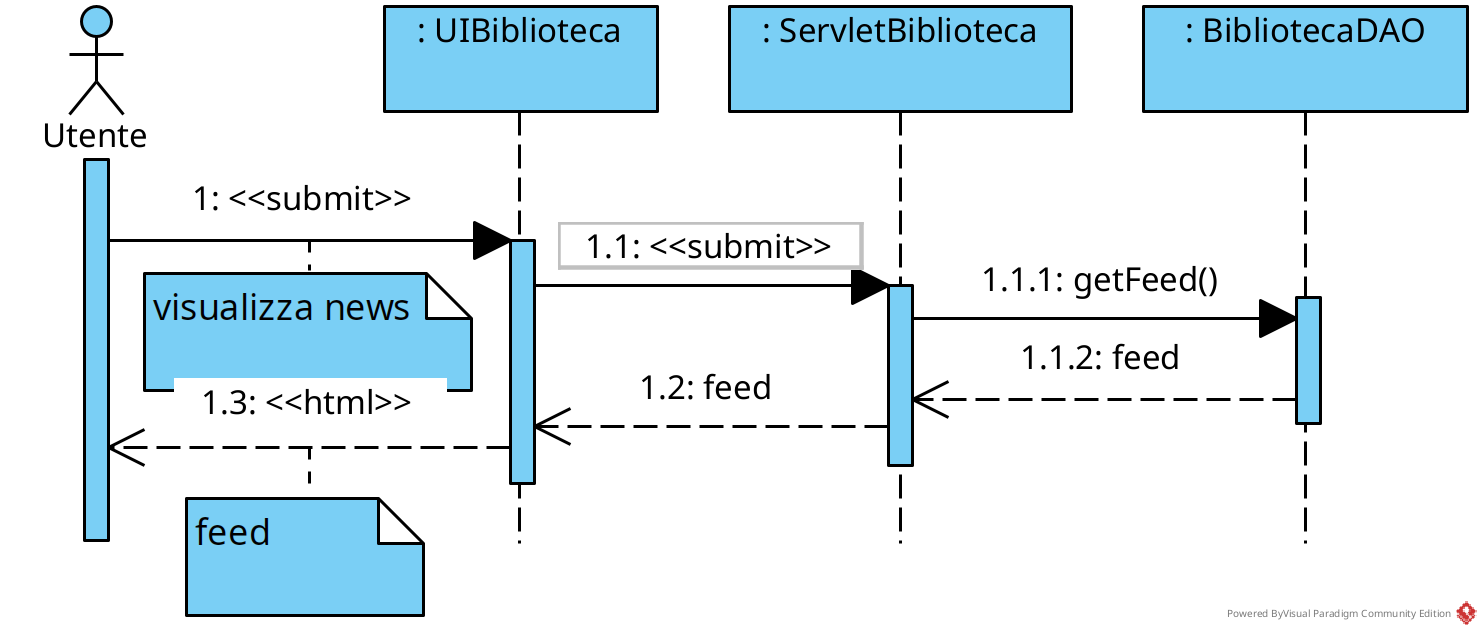 : UIBiblioteca
: ServletBiblioteca
: BibliotecaDAO
Utente
1: <<submit>>
1.1: <<submit>>
1.1.1: getFeed()
visualizza news
1.1.2: feed
1.2: feed
1.3: <<html>>
feed
Powered ByVisual Paradigm Community Edition